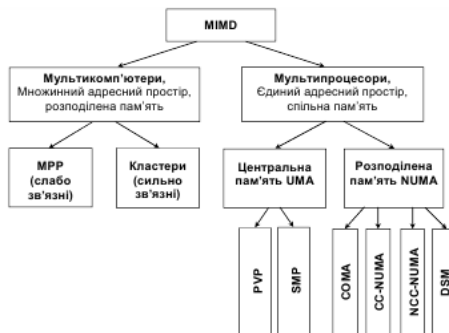 MIMD
Мультикомп'ютери,
Множинний адресний простір,
розподілена пам'ять
Мультипроцесори,
Єдиний адресний простір,
спільна пам'ять
MPP
(слабо
зв'язні)
Кластери
(сильно
зв'язні)
Центральна
пам'ять UMA
Розподілена
пам'ять NUMA
PVP
SMP
COMA
CC-NUMA
NCC-NUMA
DSM